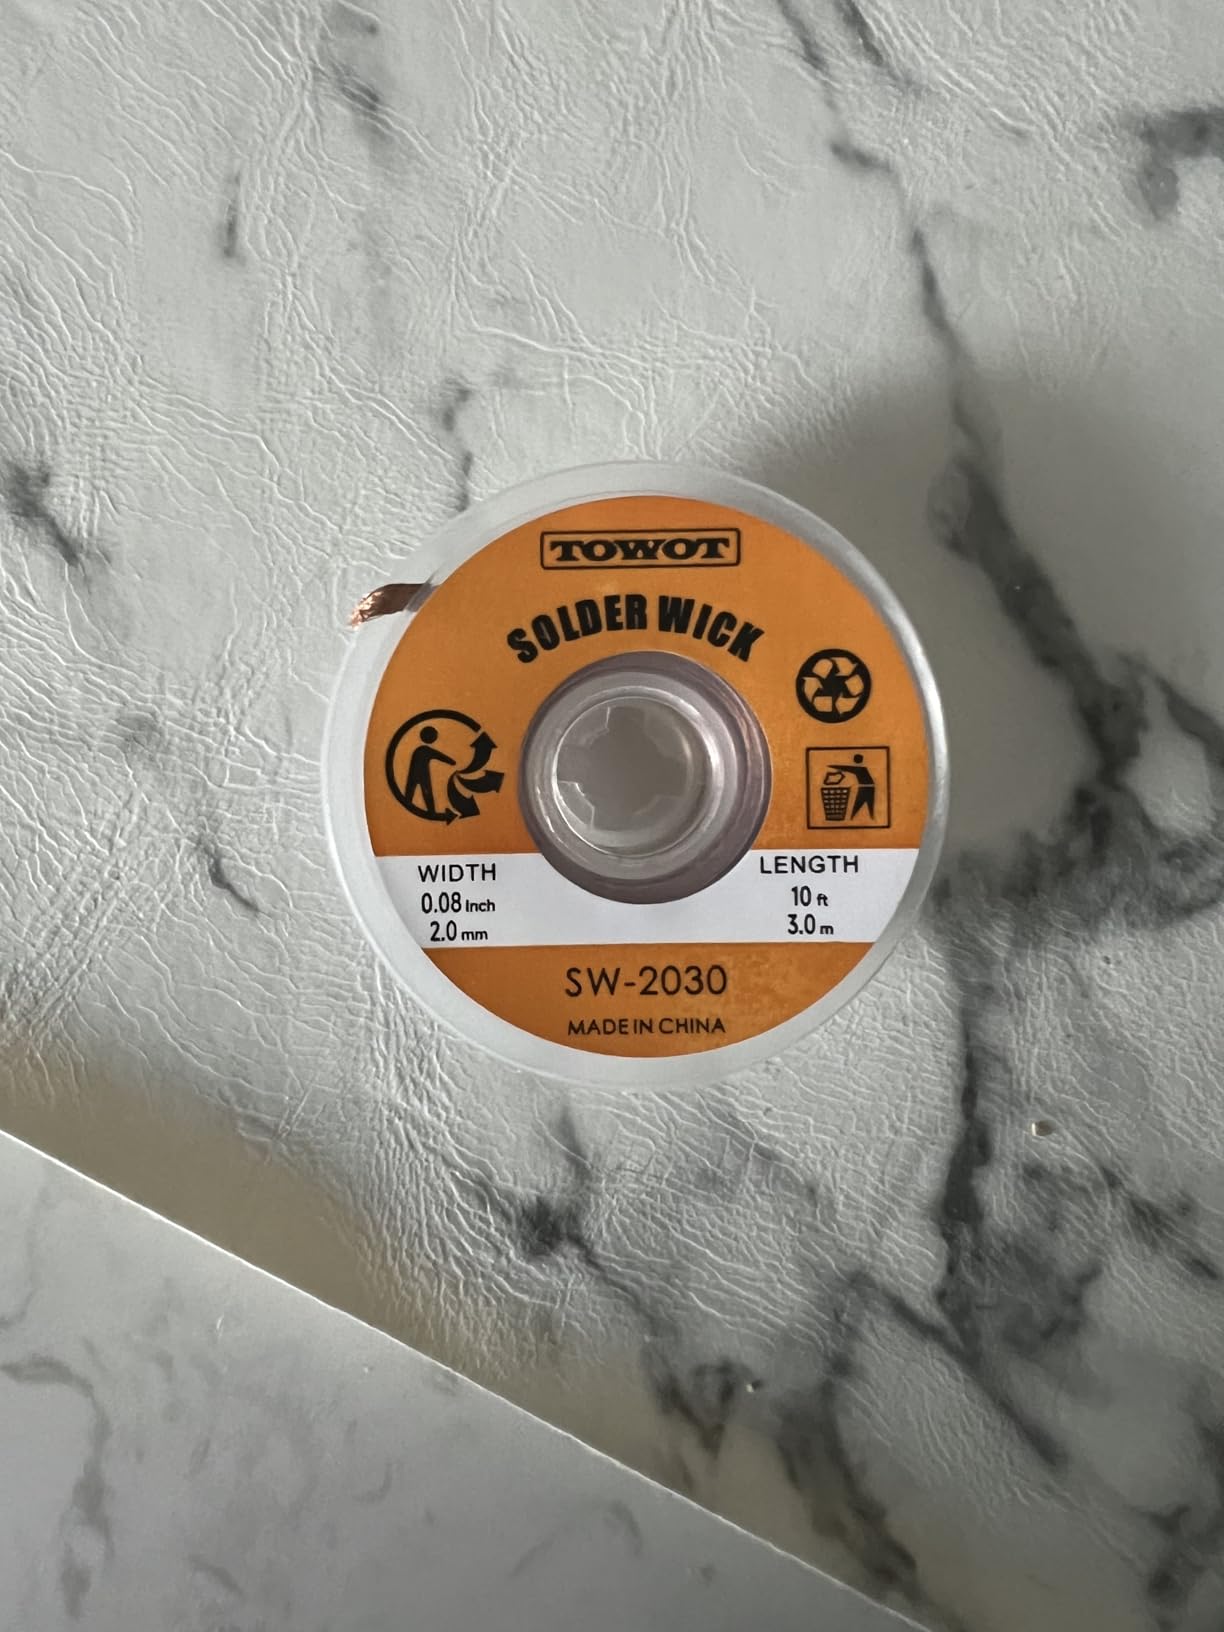 TOWOT
SOLDER WICK
WIDTH
0.08 Inch
2.0 mm
LENGTH
10 ft
3.0 m
SW-2030
MADE IN CHINA